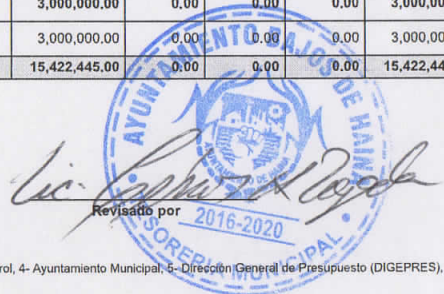 3,000,000.00 0.00 0.00 0.00 3,000,0
3,000,000.00 0.00 0.00 0.00 3,000,0
15,422,445.00 0.00 0.00 0.00 15,422,44
AYUNTAMIENTO BAJOS DE HAINA
Lic.
Revisado por
2016-2020
TESORERIA MUNICIPAL
rol, 4- Ayuntamiento Municipal, 5- Dirección General de Presupuesto (DIGEPRES),